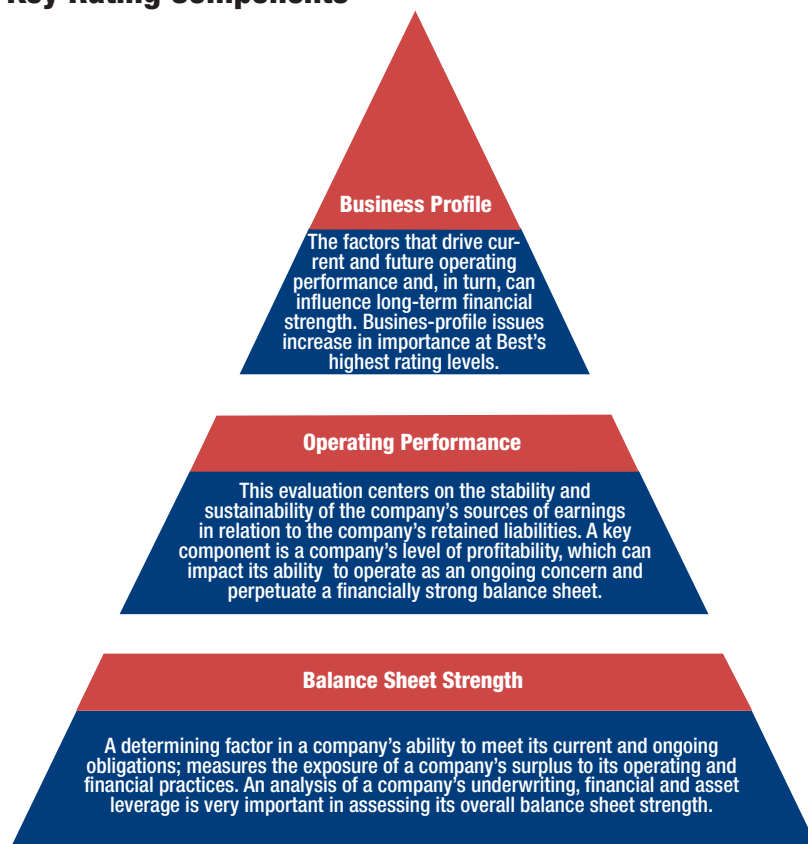 Key Rating Components
Business Profile
The factors that drive cur-
rent and future operating
performance and, in turn, can
influence long-term financial
strength. Busines-profile issues
increase in importance at Best’s
highest rating levels.
Operating Performance
This evaluation centers on the stability and
sustainability of the company’s sources of earnings
in relation to the company’s retained liabilities. A key
component is a company’s level of profitability, which can
impact its ability to operate as an ongoing concern and
perpetuate a financially strong balance sheet.
Balance Sheet Strength
A determining factor in a company’s ability to meet its current and ongoing
obligations; measures the exposure of a company’s surplus to its operating and
financial practices. An analysis of a company’s underwriting, financial and asset
leverage is very important in assessing its overall balance sheet strength.